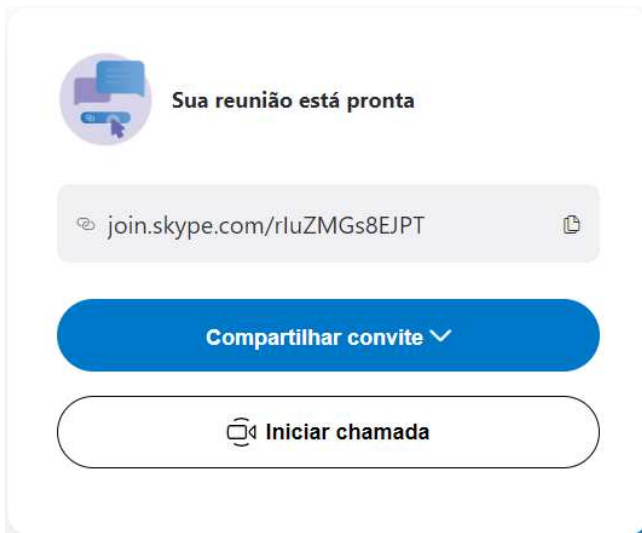 Sua reunião está pronta
join.skype.com/rIuZMGs8EJPT
Compartilhar convite
Iniciar chamada